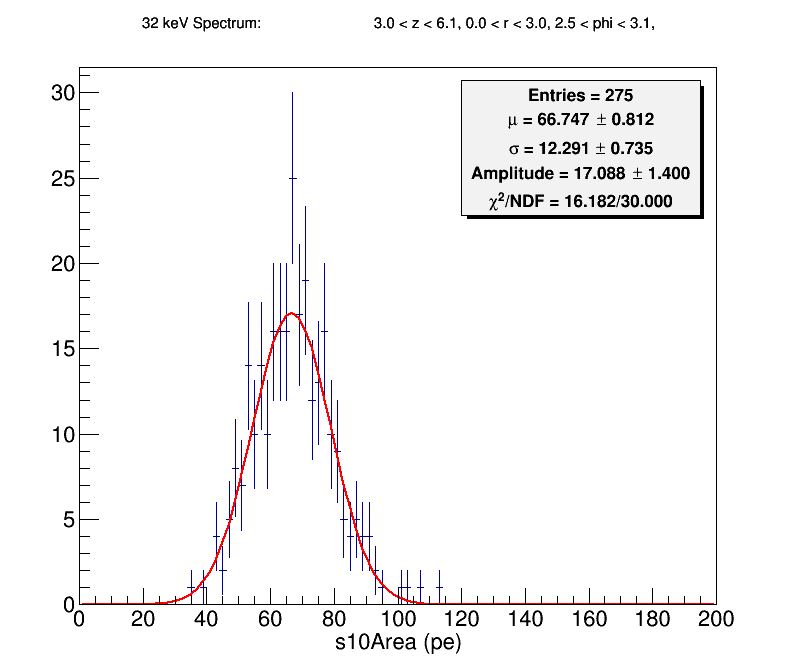 32 keV Spectrum: 3.0 < z < 6.1, 0.0 < r < 3.0, 2.5 < phi < 3.1,
Entries = 275
μ = 66.747 ± 0.812
σ = 12.291 ± 0.735
Amplitude = 17.088 ± 1.400
χ²/NDF = 16.182/30.000
30
25
20
15
10
5
0
0 20 40 60 80 100 120 140 160 180 200
s10Area (pe)